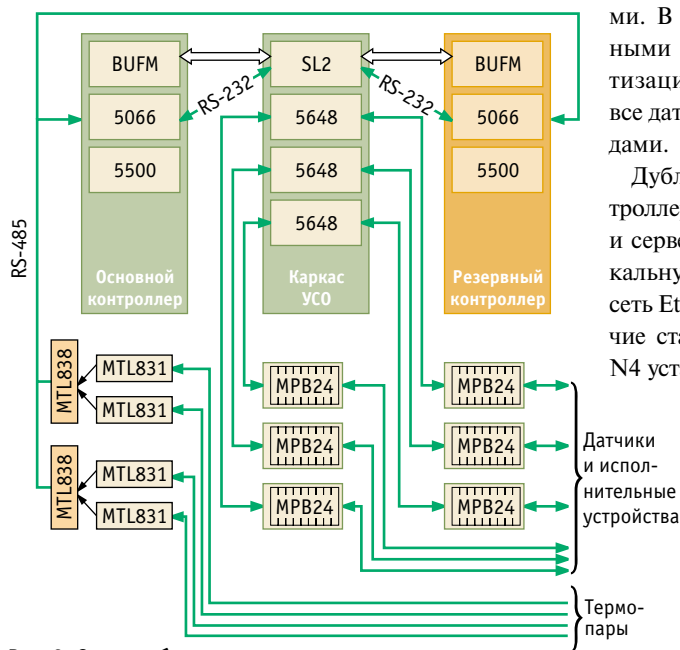 BUFM
5066
5500
Основной
контроллер
SL2
5648
5648
5648
Каркас
УСО
BUFM
5066
5500
Резервный
контроллер
RS-232
RS-232
RS-485
MTL838
MTL831
MTL831
MTL838
MTL831
MTL831
MPB24
MPB24
MPB24
MPB24
MPB24
MPB24
Датчики
и испол-
нительные
устройства
Термо-
пары
ми. В
ными
тизаци
все дат
дами.
Дубл
тролле
и серве
кальну
сеть Et
чие ста
N4 уст